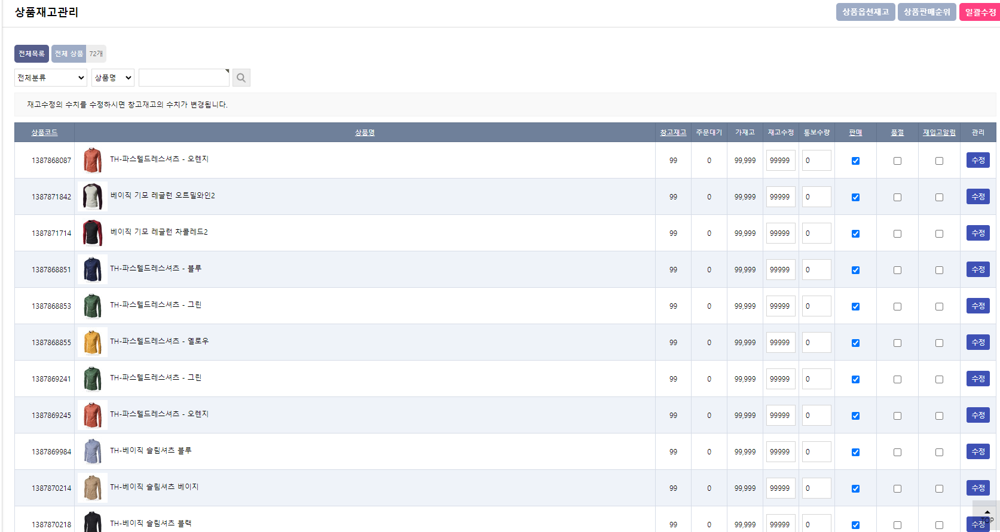 상품재고관리
상품옵션재고 상품판매순위 일괄수정
전체목록 전체 상품 72개
전체분류 상품명
재고수정의 수치를 수정하시면 창고재고의 수치가 변경됩니다.
상품코드 상품명 창고재고 주문대기 가재고 재고수정 통보수량 판매 품절 재입고알림 관리
1387868087 TH-파스텔드레스셔츠 - 오렌지 99 0 99,999 99999 0 수정
1387871842 베이직 기모 레글런 오트밀와인2 99 0 99,999 99999 0 수정
1387871714 베이직 기모 레글런 차콜레드2 99 0 99,999 99999 0 수정
1387868851 TH-파스텔드레스셔츠 - 블루 99 0 99,999 99999 0 수정
1387868853 TH-파스텔드레스셔츠 - 그린 99 0 99,999 99999 0 수정
1387868855 TH-파스텔드레스셔츠 - 옐로우 99 0 99,999 99999 0 수정
1387869241 TH-파스텔드레스셔츠 - 그린 99 0 99,999 99999 0 수정
1387869245 TH-파스텔드레스셔츠 - 오렌지 99 0 99,999 99999 0 수정
1387869984 TH-베이직 슬림셔츠 블루 99 0 99,999 99999 0 수정
1387870214 TH-베이직 슬림셔츠 베이지 99 0 99,999 99999 0 수정
1387870218 TH-베이직 슬림셔츠 블랙 99 0 99,999 99999 0 수정
TOP